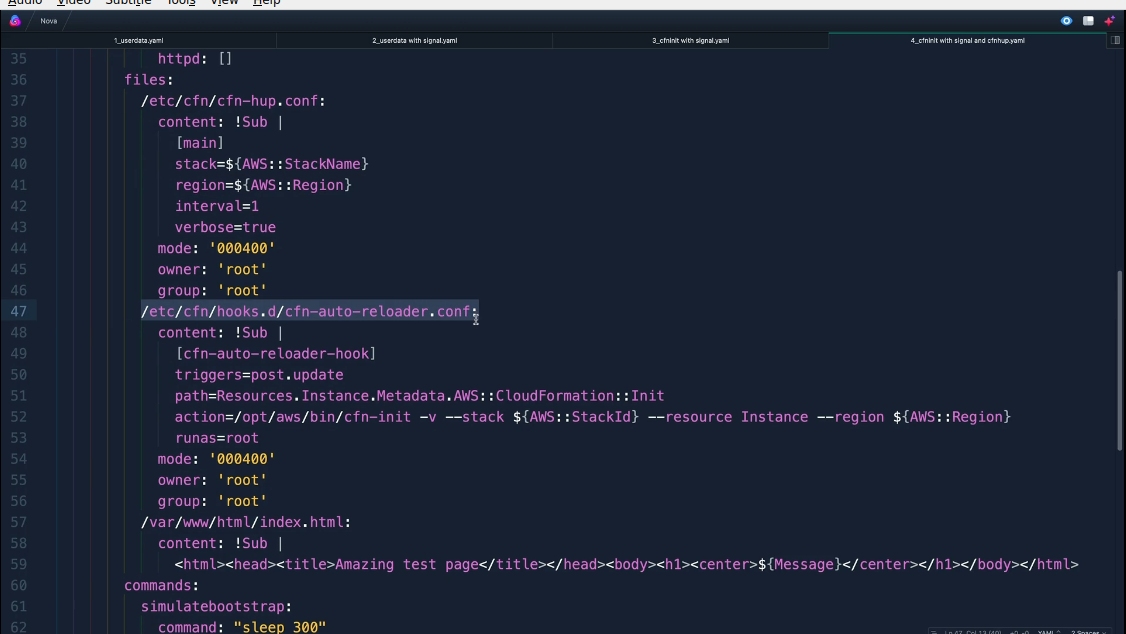 Audio Video Subtitle Tools View Help
Nova
1_userdata.yaml 2_userdata with signal.yaml 3_cfninit with signal.yaml 4_cfninit with signal and cfnhup.yaml
35 httpd: []
36 files:
37 /etc/cfn/cfn-hup.conf:
38 content: !Sub |
39 [main]
40 stack=${AWS::StackName}
41 region=${AWS::Region}
42 interval=1
43 verbose=true
44 mode: '000400'
45 owner: 'root'
46 group: 'root'
47 /etc/cfn/hooks.d/cfn-auto-reloader.conf:
48 content: !Sub |
49 [cfn-auto-reloader-hook]
50 triggers=post.update
51 path=Resources.Instance.Metadata.AWS::CloudFormation::Init
52 action=/opt/aws/bin/cfn-init -v --stack ${AWS::StackId} --resource Instance --region ${AWS::Region}
53 runas=root
54 mode: '000400'
55 owner: 'root'
56 group: 'root'
57 /var/www/html/index.html:
58 content: !Sub |
59 <html><head><title>Amazing test page</title></head><body><h1><center>${Message}</center></h1></body></html>
60 commands:
61 simulatebootstrap:
62 command: "sleep 300"